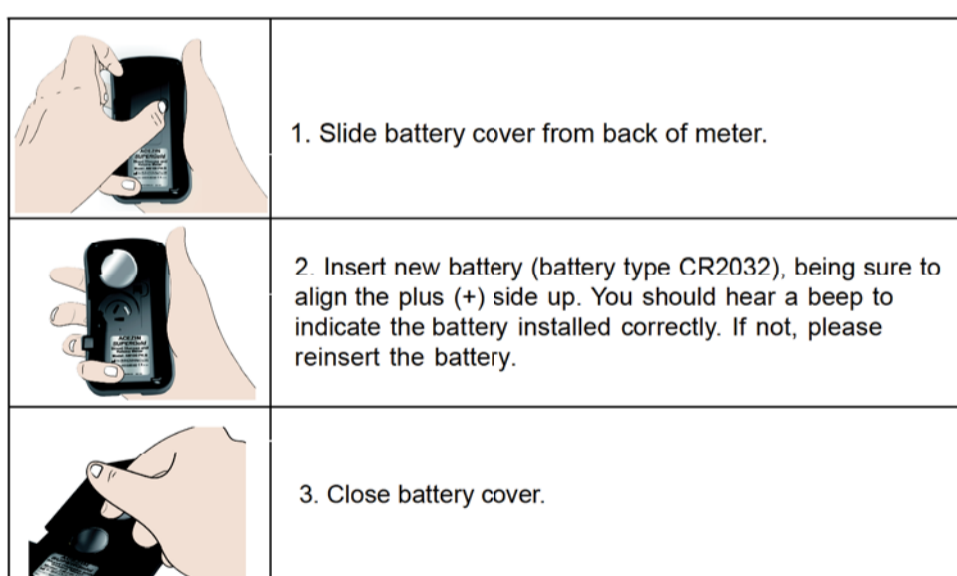 1. Slide battery cover from back of meter.
2. Insert new battery (battery type CR2032), being sure to
align the plus (+) side up. You should hear a beep to
indicate the battery installed correctly. If not, please
reinsert the battery.
3. Close battery cover.